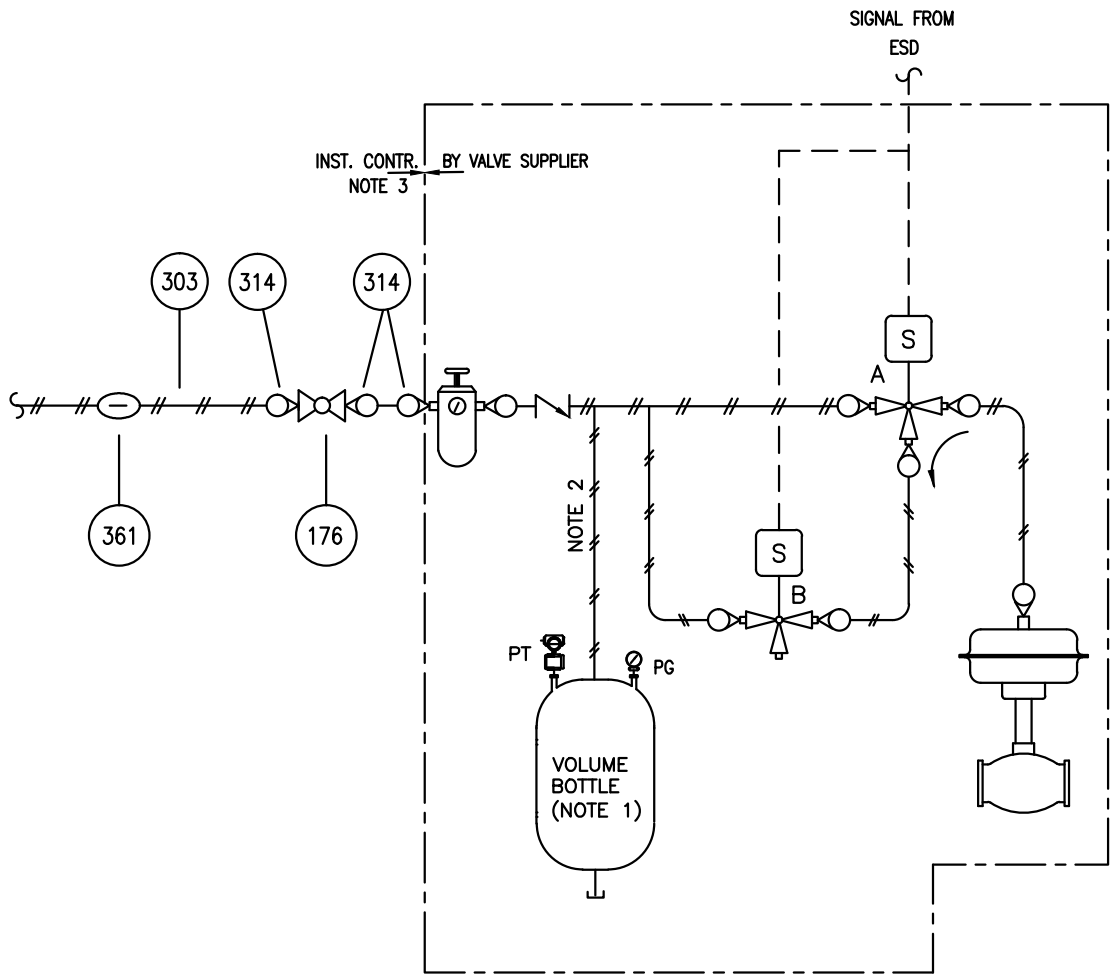 SIGNAL FROM
ESD
INST. CONTR. BY VALVE SUPPLIER
NOTE 3
303
314
314
S
A
361
176
NOTE 2
S
B
PT
PG
VOLUME
BOTTLE
(NOTE 1)